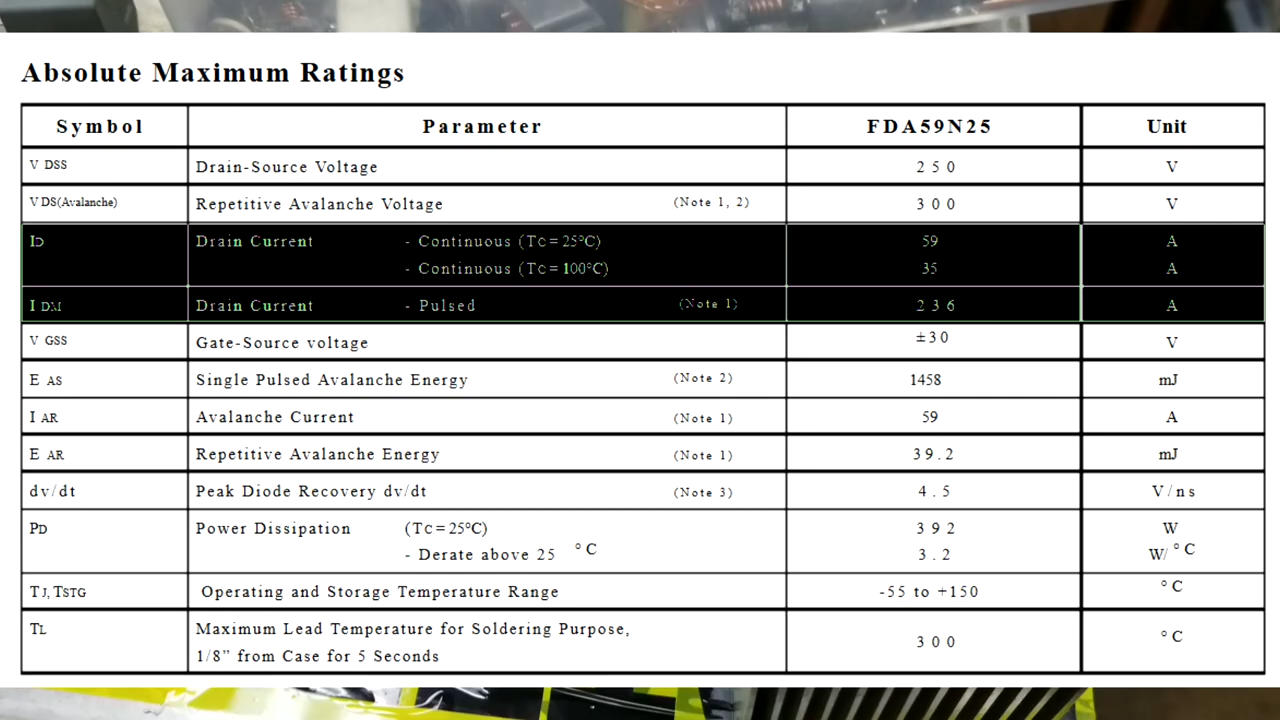 Absolute Maximum Ratings
Symbol Parameter FDA59N25 Unit
V DSS Drain-Source Voltage 250 V
V DS(Avalanche) Repetitive Avalanche Voltage (Note 1, 2) 300 V
ID Drain Current - Continuous (TC = 25°C) 59 A
- Continuous (TC = 100°C) 35 A
I DM Drain Current - Pulsed (Note 1) 236 A
V GSS Gate-Source voltage ±30 V
E AS Single Pulsed Avalanche Energy (Note 2) 1458 mJ
I AR Avalanche Current (Note 1) 59 A
E AR Repetitive Avalanche Energy (Note 1) 39.2 mJ
dv/dt Peak Diode Recovery dv/dt (Note 3) 4.5 V/ns
PD Power Dissipation (TC = 25°C) 392 W
- Derate above 25 °C 3.2 W/ °C
TJ, TSTG Operating and Storage Temperature Range -55 to +150 °C
TL Maximum Lead Temperature for Soldering Purpose, 300 °C
1/8” from Case for 5 Seconds